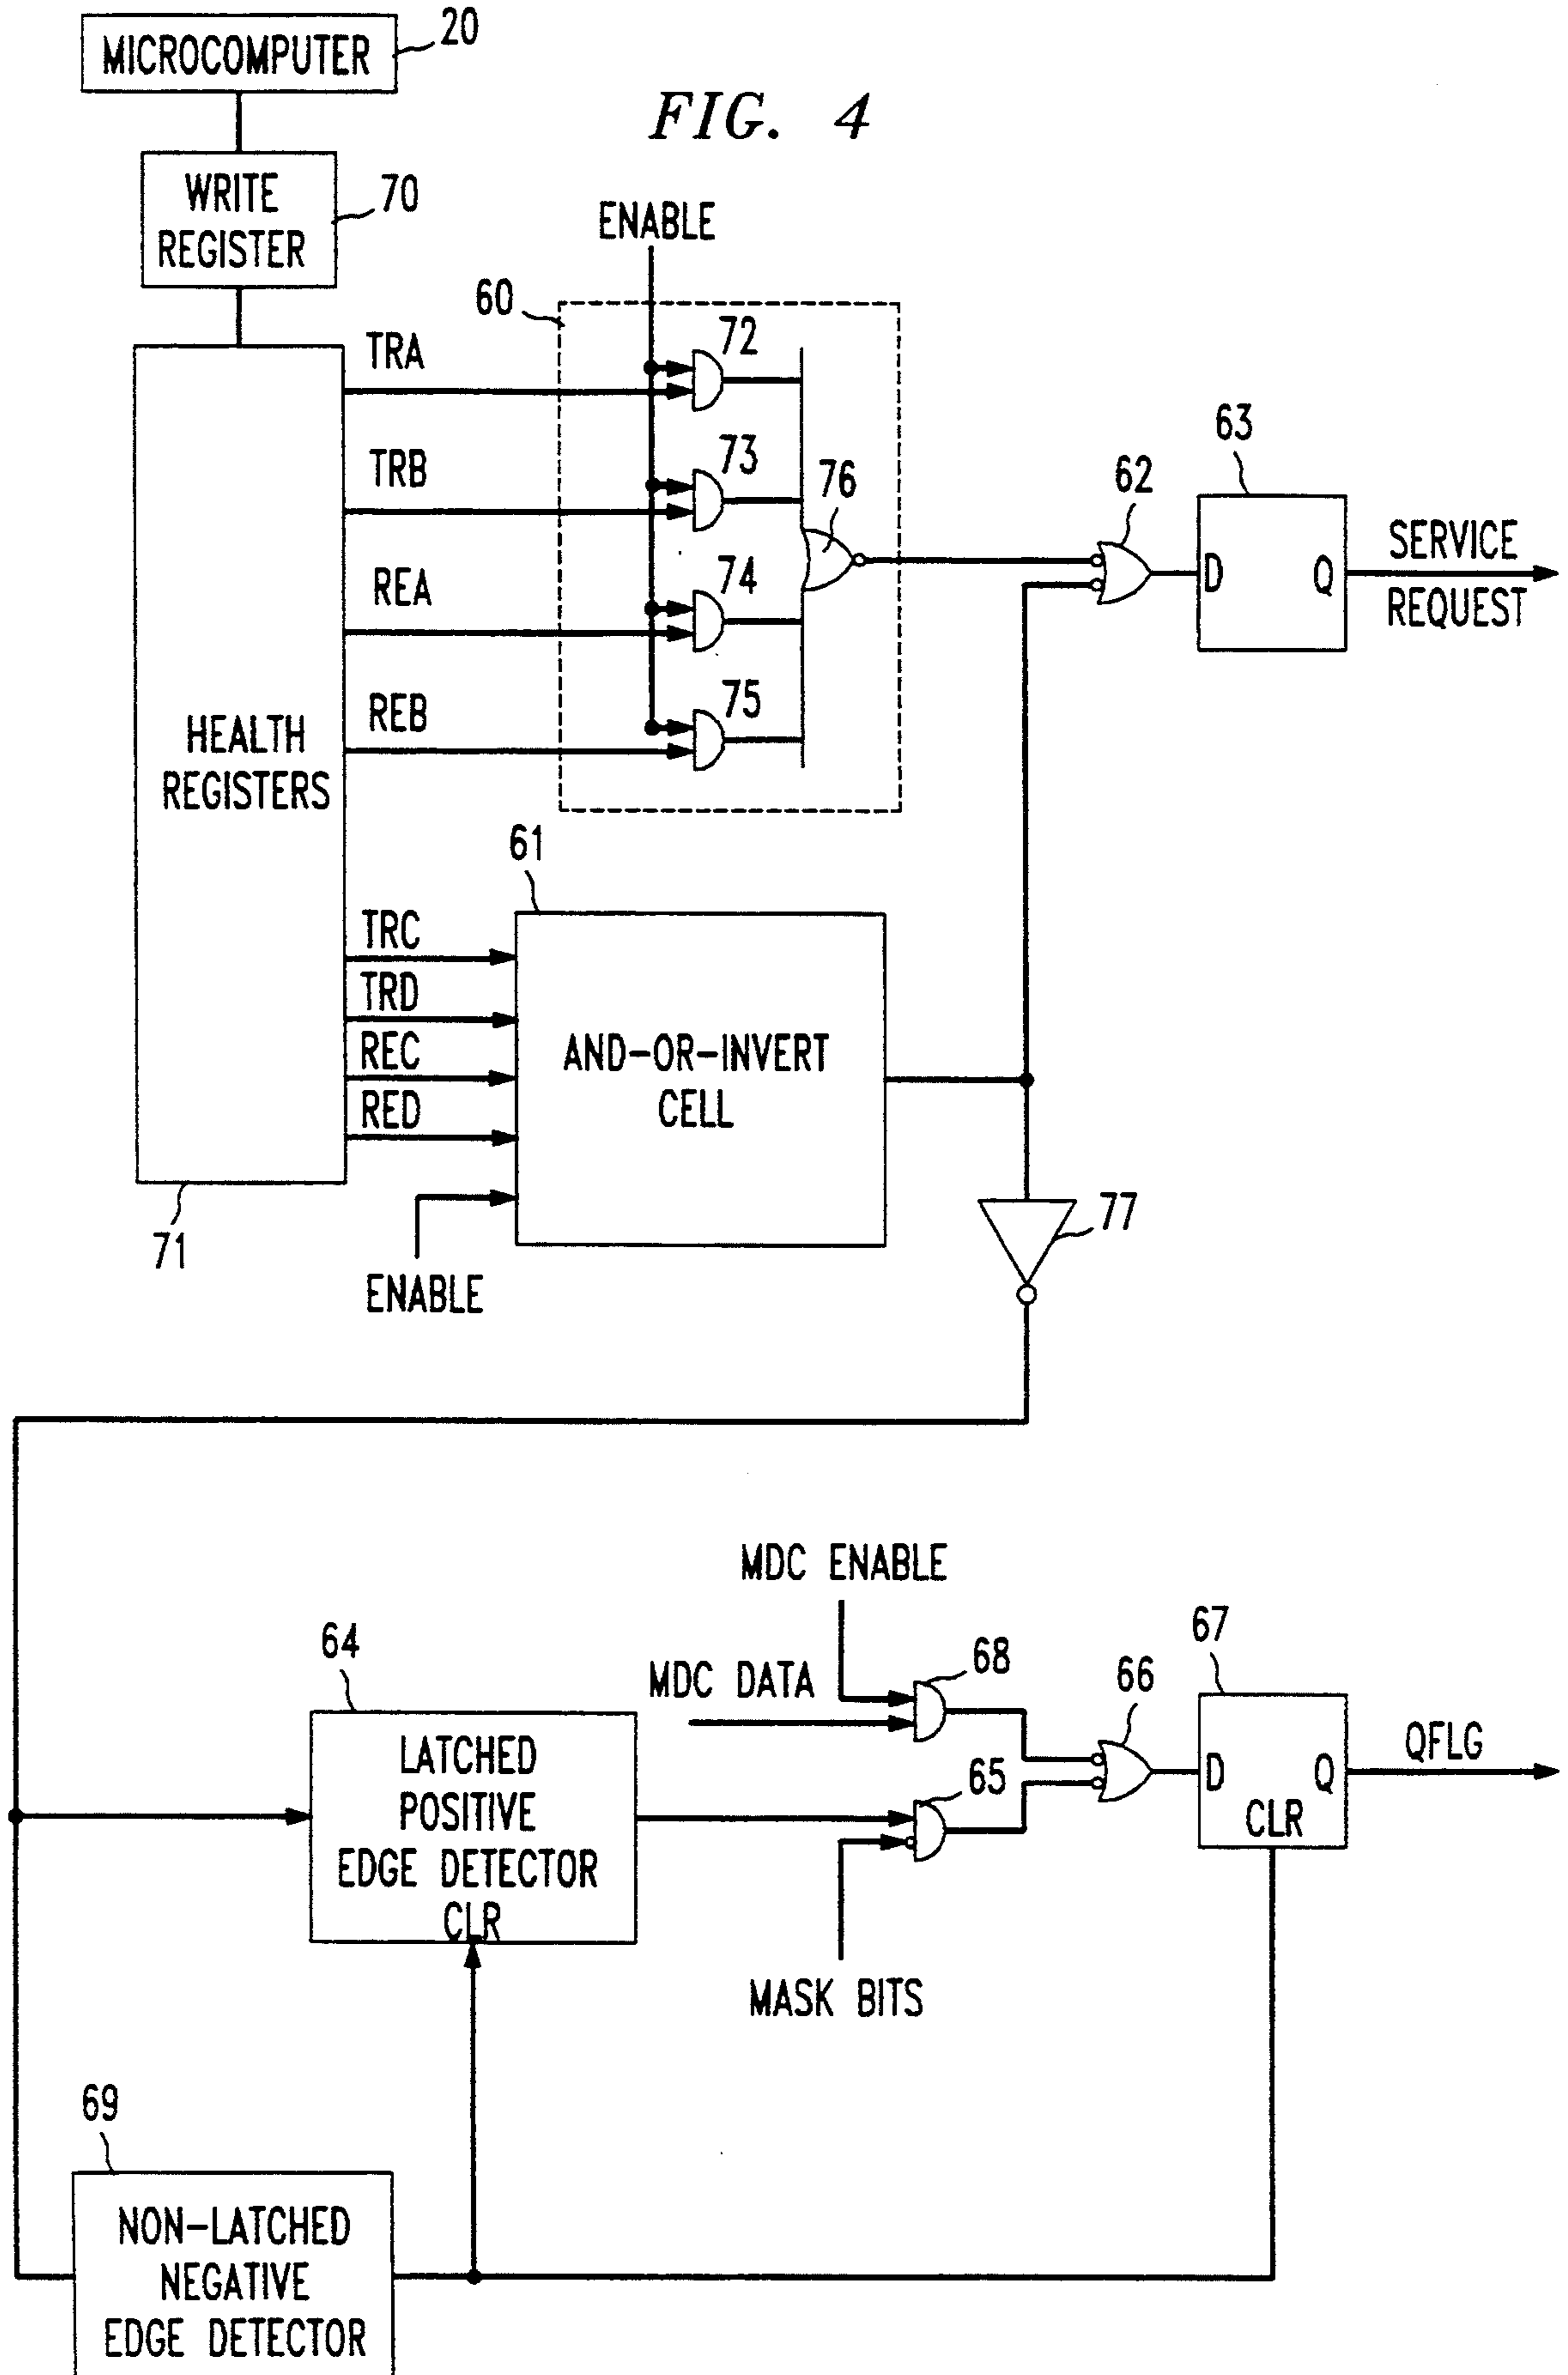 MICROCOMPUTER
20
FIG. 4
WRITE
REGISTER
70
ENABLE
60
TRA
72
TRB
73
63
76
62
REA
74
D
Q
SERVICE
REQUEST
REB
75
HEALTH
REGISTERS
61
TRC
TRD
REC
RED
AND-OR-INVERT
CELL
71
ENABLE
77
MDC ENABLE
64
MDC DATA
68
66
67
LATCHED
POSITIVE
EDGE DETECTOR
CLR
65
D
Q
CLR
QFLG
MASK BITS
69
NON-LATCHED
NEGATIVE
EDGE DETECTOR